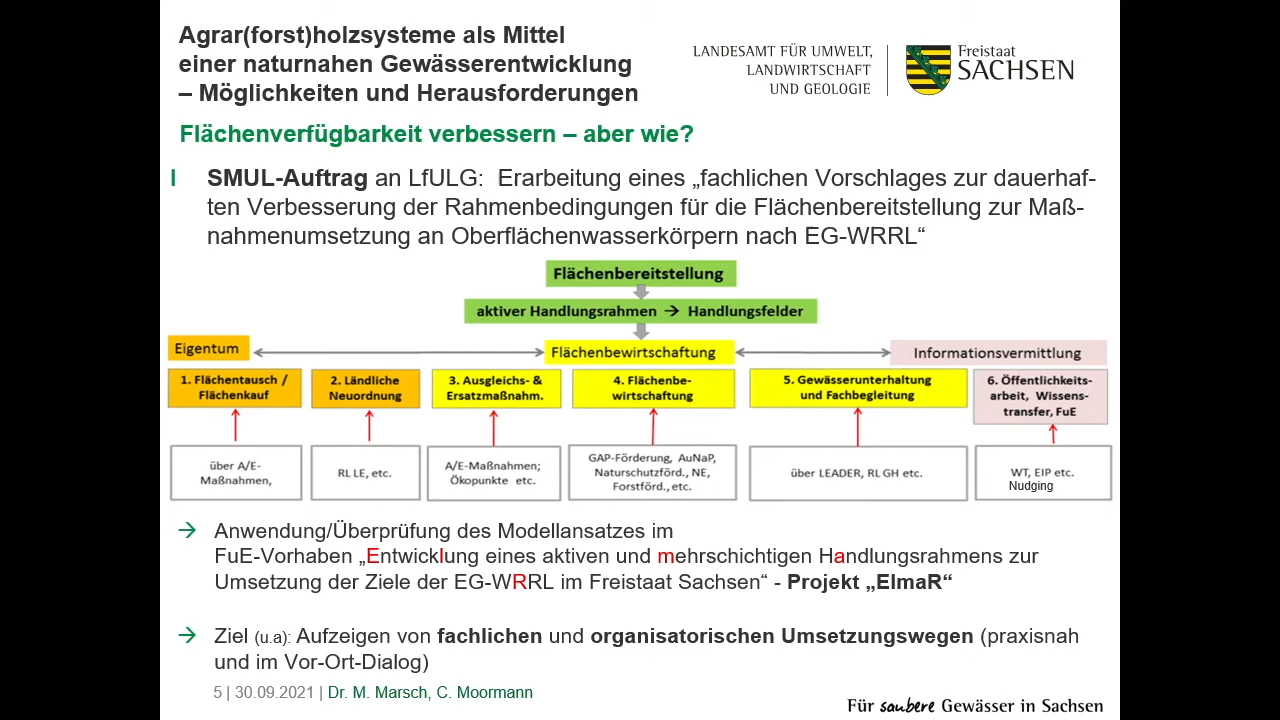 Agrar(forst)holzsysteme als Mittel
einer naturnahen Gewässerentwicklung
– Möglichkeiten und Herausforderungen
LANDESAMT FÜR UMWELT,
LANDWIRTSCHAFT
UND GEOLOGIE
Freistaat
SACHSEN
Flächenverfügbarkeit verbessern – aber wie?
I SMUL-Auftrag an LfULG: Erarbeitung eines „fachlichen Vorschlages zur dauerhaf-
ten Verbesserung der Rahmenbedingungen für die Flächenbereitstellung zur Maß-
nahmenumsetzung an Oberflächenwasserkörpern nach EG-WRRL“
Flächenbereitstellung
aktiver Handlungsrahmen → Handlungsfelder
Eigentum
Flächenbewirtschaftung
Informationsvermittlung
1. Flächentausch /
Flächenkauf
2. Ländliche
Neuordnung
3. Ausgleichs- &
Ersatzmaßnahm.
4. Flächenbe-
wirtschaftung
5. Gewässerunterhaltung
und Fachbegleitung
6. Öffentlichkeits-
arbeit, Wissens-
transfer, FuE
über A/E-
Maßnahmen,
RL LE, etc.
A/E-Maßnahmen;
Ökopunkte etc.
GAP-Förderung, AuNaP,
Naturschutzförd., NE,
Forstförd., etc.
über LEADER, RL GH etc.
WT, EIP etc.
Nudging
→ Anwendung/Überprüfung des Modellansatzes im
FuE-Vorhaben „Entwicklung eines aktiven und mehrschichtigen Handlungsrahmens zur
Umsetzung der Ziele der EG-WRRL im Freistaat Sachsen“ - Projekt „ElmaR“
→ Ziel (u.a): Aufzeigen von fachlichen und organisatorischen Umsetzungswegen (praxisnah
und im Vor-Ort-Dialog)
5 | 30.09.2021 | Dr. M. Marsch, C. Moormann
Für saubere Gewässer in Sachsen